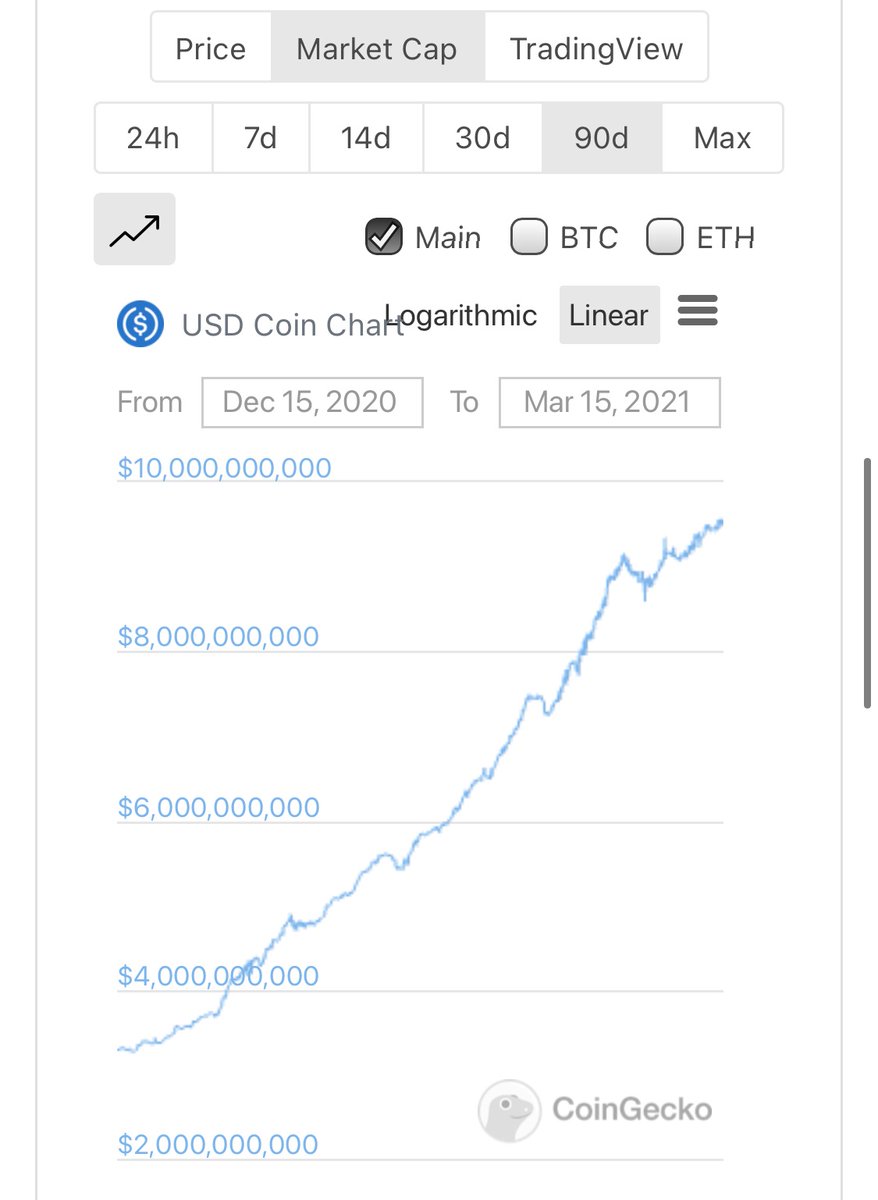 Price Market Cap TradingView
24h 7d 14d 30d 90d Max
Main BTC ETH
USD Coin Chart Logarithmic Linear
From Dec 15, 2020 To Mar 15, 2021
$10,000,000,000
$8,000,000,000
$6,000,000,000
$4,000,000,000
CoinGecko
$2,000,000,000